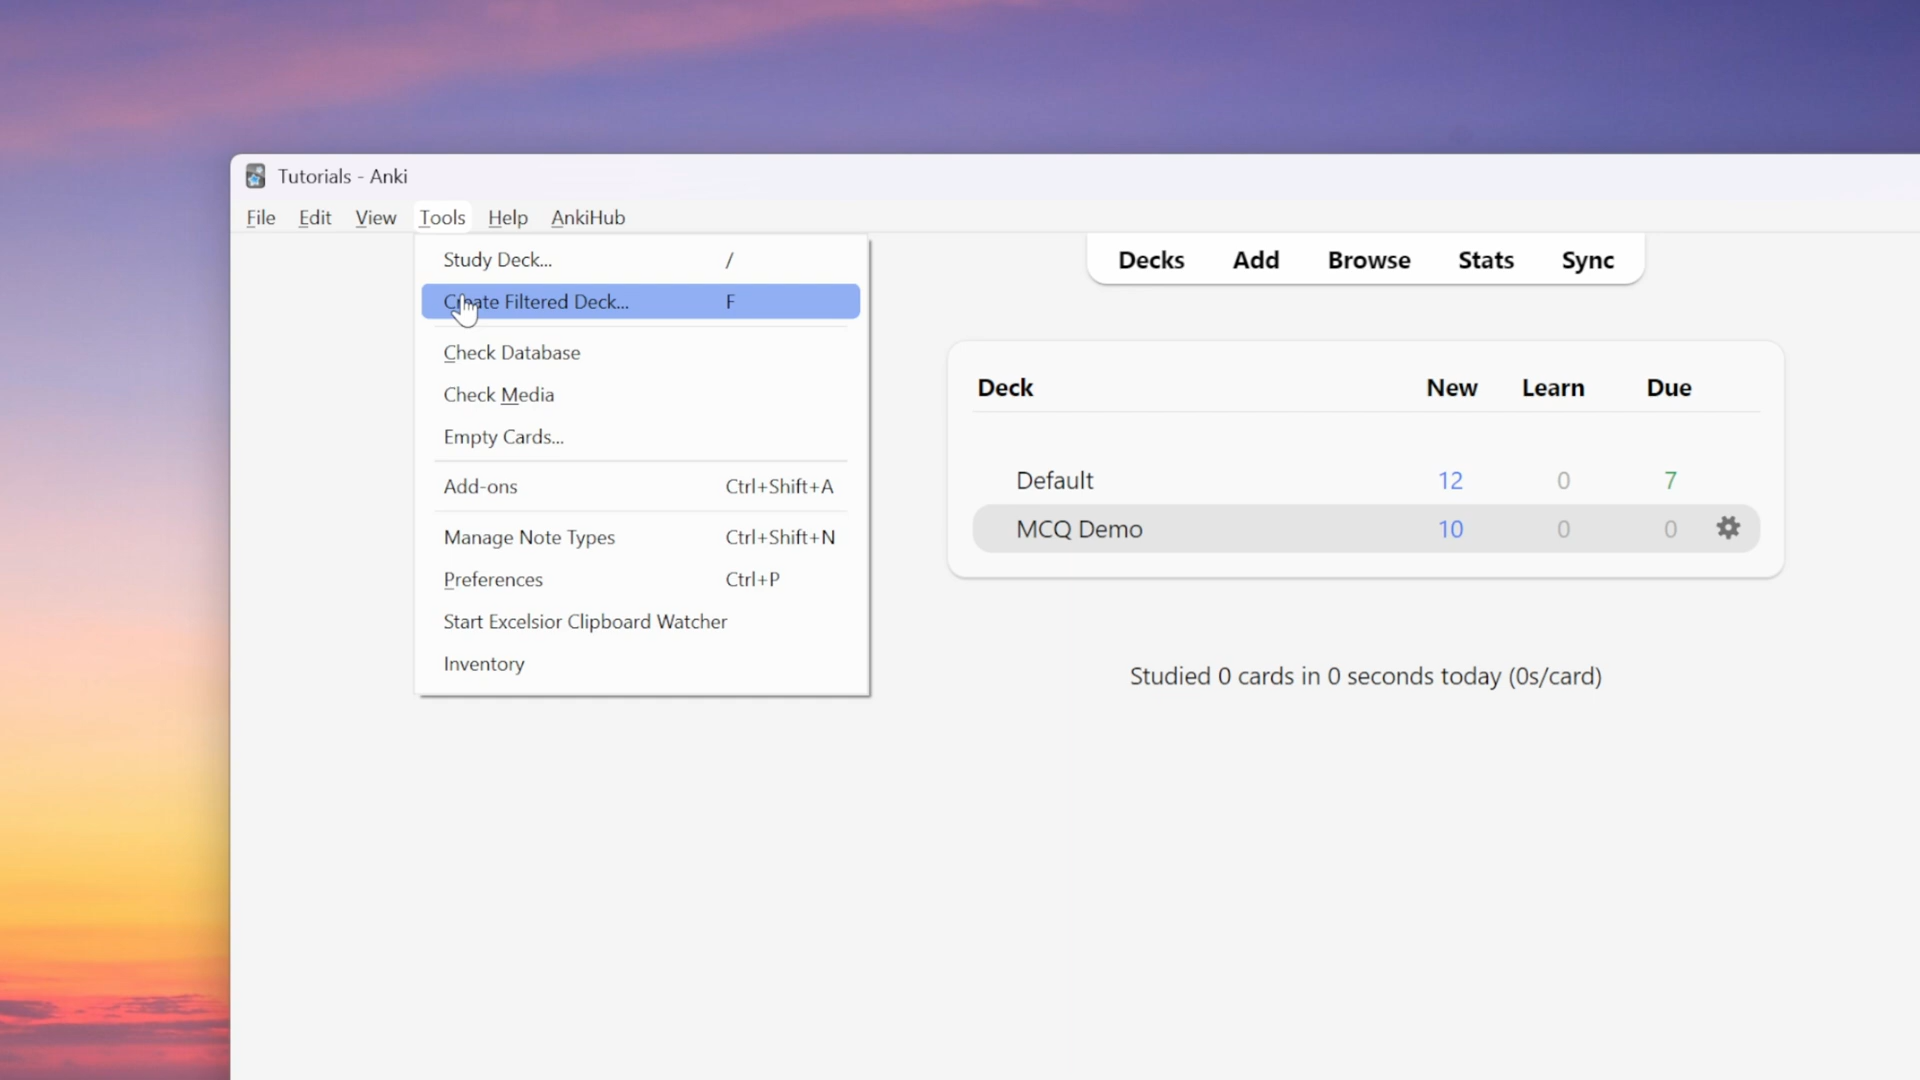 Tutorials - Anki
File Edit View Tools Help AnkiHub
Study Deck... /
Create Filtered Deck... F
Check Database
Check Media
Empty Cards...
Add-ons Ctrl+Shift+A
Manage Note Types Ctrl+Shift+N
Preferences Ctrl+P
Start Excelsior Clipboard Watcher
Inventory
Decks Add Browse Stats Sync
Deck New Learn Due
Default 12 0 7
MCQ Demo 10 0 0
Studied 0 cards in 0 seconds today (0s/card)